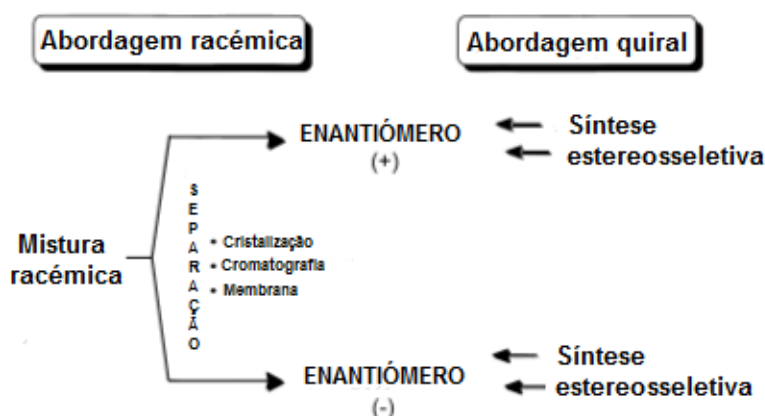 Abordagem racémica
Abordagem quiral
ENANTIÓMERO
(+)
Síntese
estereosseletiva
Mistura
racémica
SEPARAÇÃO
• Cristalização
• Cromatografia
• Membrana
ENANTIÓMERO
(-)
Síntese
estereosseletiva